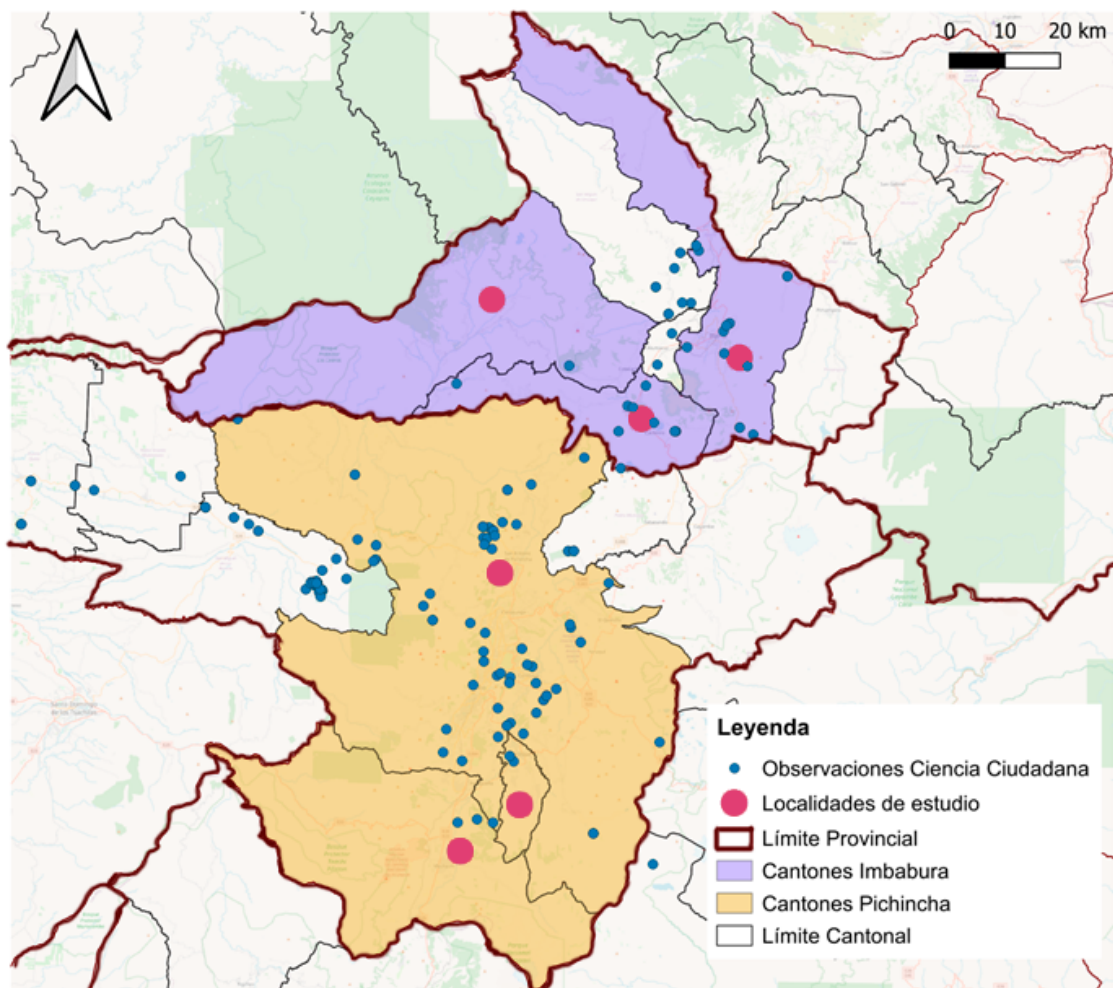 0 10 20 km
Leyenda
Observaciones Ciencia Ciudadana
Localidades de estudio
Límite Provincial
Cantones Imbabura
Cantones Pichincha
Límite Cantonal